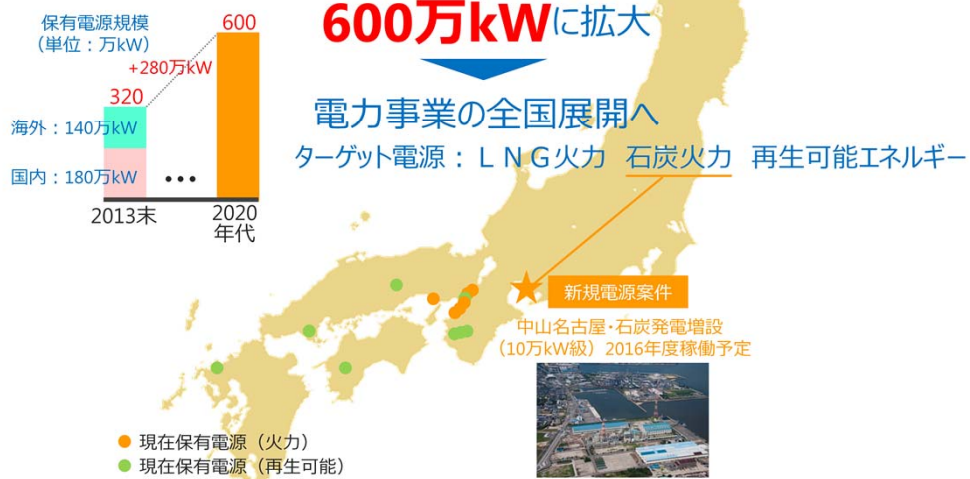 600万kWに拡大
保有電源規模
（単位：万kW）
600
+280万kW
320
海外：140万kW
国内：180万kW
•••
2013末
2020
年代
電力事業の全国展開へ
ターゲット電源：ＬＮＧ火力　石炭火力　再生可能エネルギー
新規電源案件
中山名古屋・石炭発電増設
（10万kW級）2016年度稼働予定
現在保有電源（火力）
現在保有電源（再生可能）